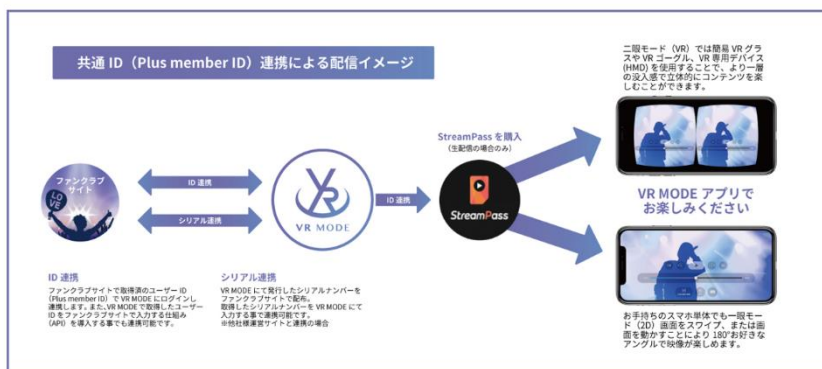 共通 ID（Plus member ID）連携による配信イメージ
二眼モード（VR）では簡易 VR グラ
スや VR ゴーグル、VR 専用デバイス
(HMD) を使用することで、より一層
の没入感で立体的にコンテンツを楽
しむことができます。
StreamPass を購入
（生配信の場合のみ）
ファンクラブ
サイト
LOVE
ID 連携
シリアル連携
VR
VR MODE
ID 連携
StreamPass
VR MODE アプリで
お楽しみください
ID 連携
ファンクラブサイトで取得済のユーザー ID
（Plus member ID）で VR MODE にログインし
連携します。また、VR MODE で取得したユーザー
ID をファンクラブサイトで入力する仕組み
（API）を導入する事でも連携可能です。
シリアル連携
VR MODE にて発行したシリアルナンバーを
ファンクラブサイトで配布。
取得したシリアルナンバーを VR MODE にて
入力する事で連携可能です。
※他社様運営サイトと連携の場合
お手持ちのスマホ単体でも一眼モー
ド（2D）画面をスワイプ、または画
面を動かすことにより 180°お好きな
アングルで映像が楽しめます。